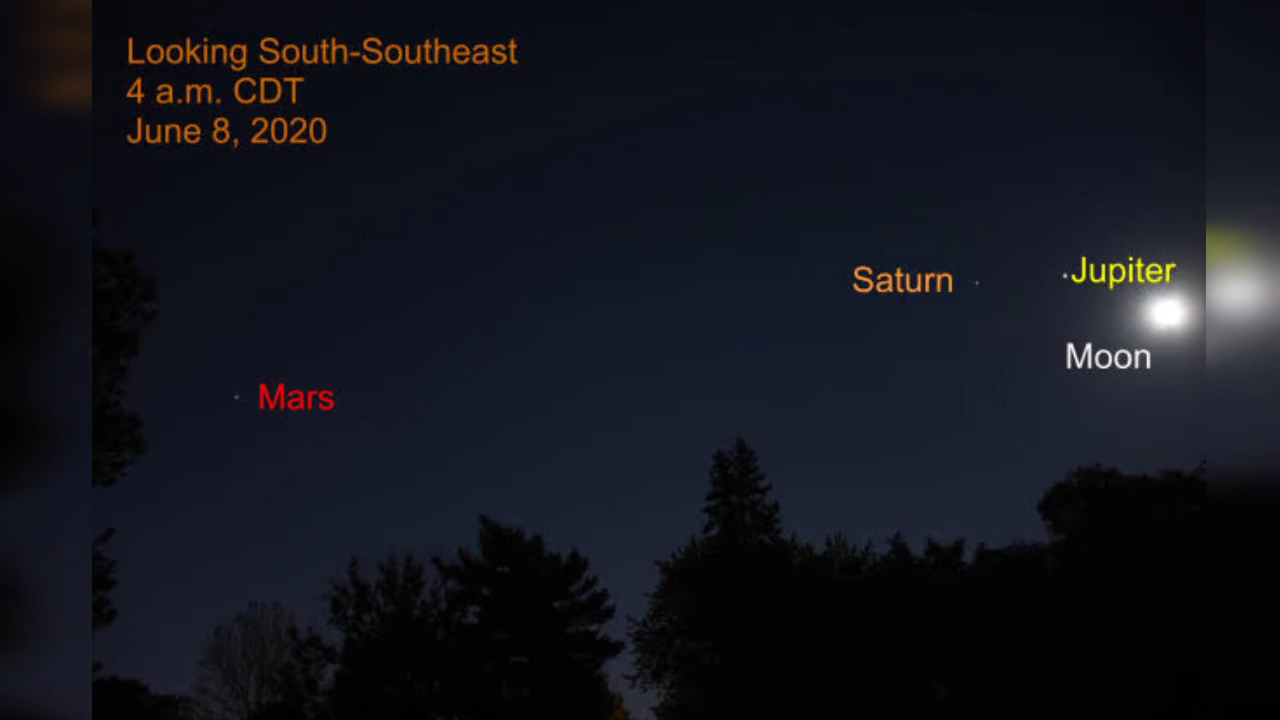 Looking South-Southeast
4 a.m. CDT
June 8, 2020
Jupiter
Saturn
Moon
Mars